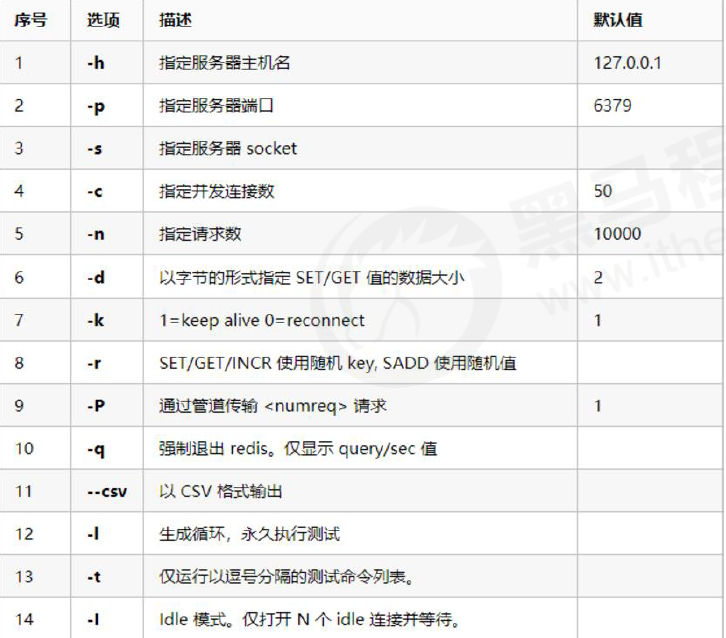 序号 选项 描述 默认值
1 -h 指定服务器主机名 127.0.0.1
2 -p 指定服务器端口 6379
3 -s 指定服务器 socket
4 -c 指定并发连接数 50
5 -n 指定请求数 10000
6 -d 以字节的形式指定 SET/GET 值的数据大小 2
7 -k 1=keep alive 0=reconnect 1
8 -r SET/GET/INCR 使用随机 key, SADD 使用随机值
9 -P 通过管道传输 <numreq> 请求 1
10 -q 强制退出 redis。仅显示 query/sec 值
11 --csv 以 CSV 格式输出
12 -l 生成循环，永久执行测试
13 -t 仅运行以逗号分隔的测试命令列表。
14 -I Idle 模式。仅打开 N 个 idle 连接并等待。
黑马程
www.ithe